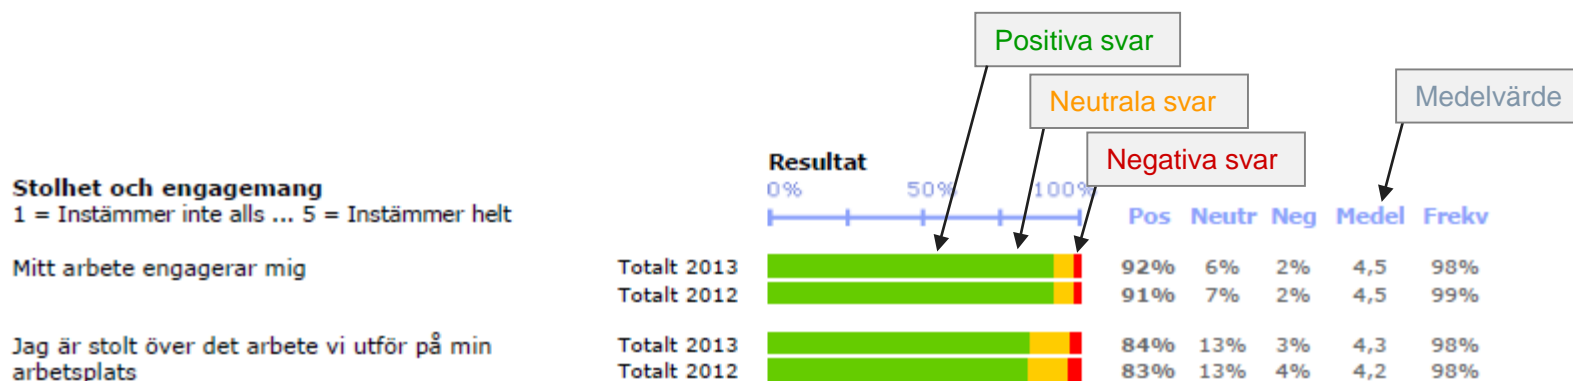 Positiva svar
Neutrala svar
Medelvärde
Negativa svar
Resultat
0% 50% 100%
Stolhet och engagemang
1 = Instämmer inte alls ... 5 = Instämmer helt
Pos Neutr Neg Medel Frekv
Mitt arbete engagerar mig Totalt 2013 92% 6% 2% 4,5 98%
Totalt 2012 91% 7% 2% 4,5 99%
Jag är stolt över det arbete vi utför på min Totalt 2013 84% 13% 3% 4,3 98%
arbetsplats Totalt 2012 83% 13% 4% 4,2 98%